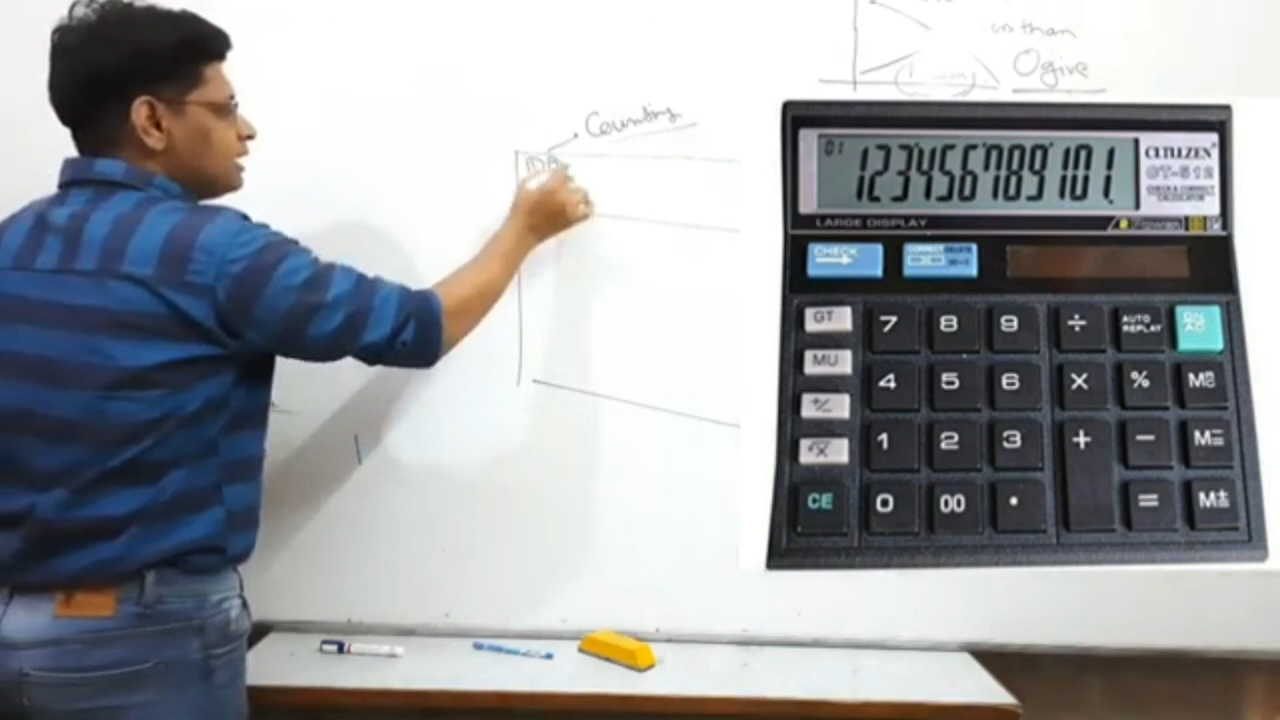 than
Ogive
Counting
01
123456789101.
CITIZEN
CT-512
CHECK & CORRECT
CALCULATOR
LARGE DISPLAY
CHECK →
CORRECT
GT 7 8 9 ÷ AUTO REPLAY ON AC
MU 4 5 6 × %
+/- 1 2 3 + − M=
√X
CE 0 00 • = M±